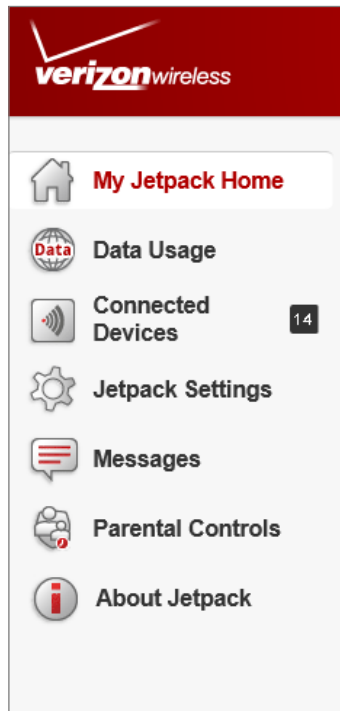 verizonwireless
My Jetpack Home
Data
Data Usage
Connected
Devices
14
Jetpack Settings
Messages
Parental Controls
About Jetpack